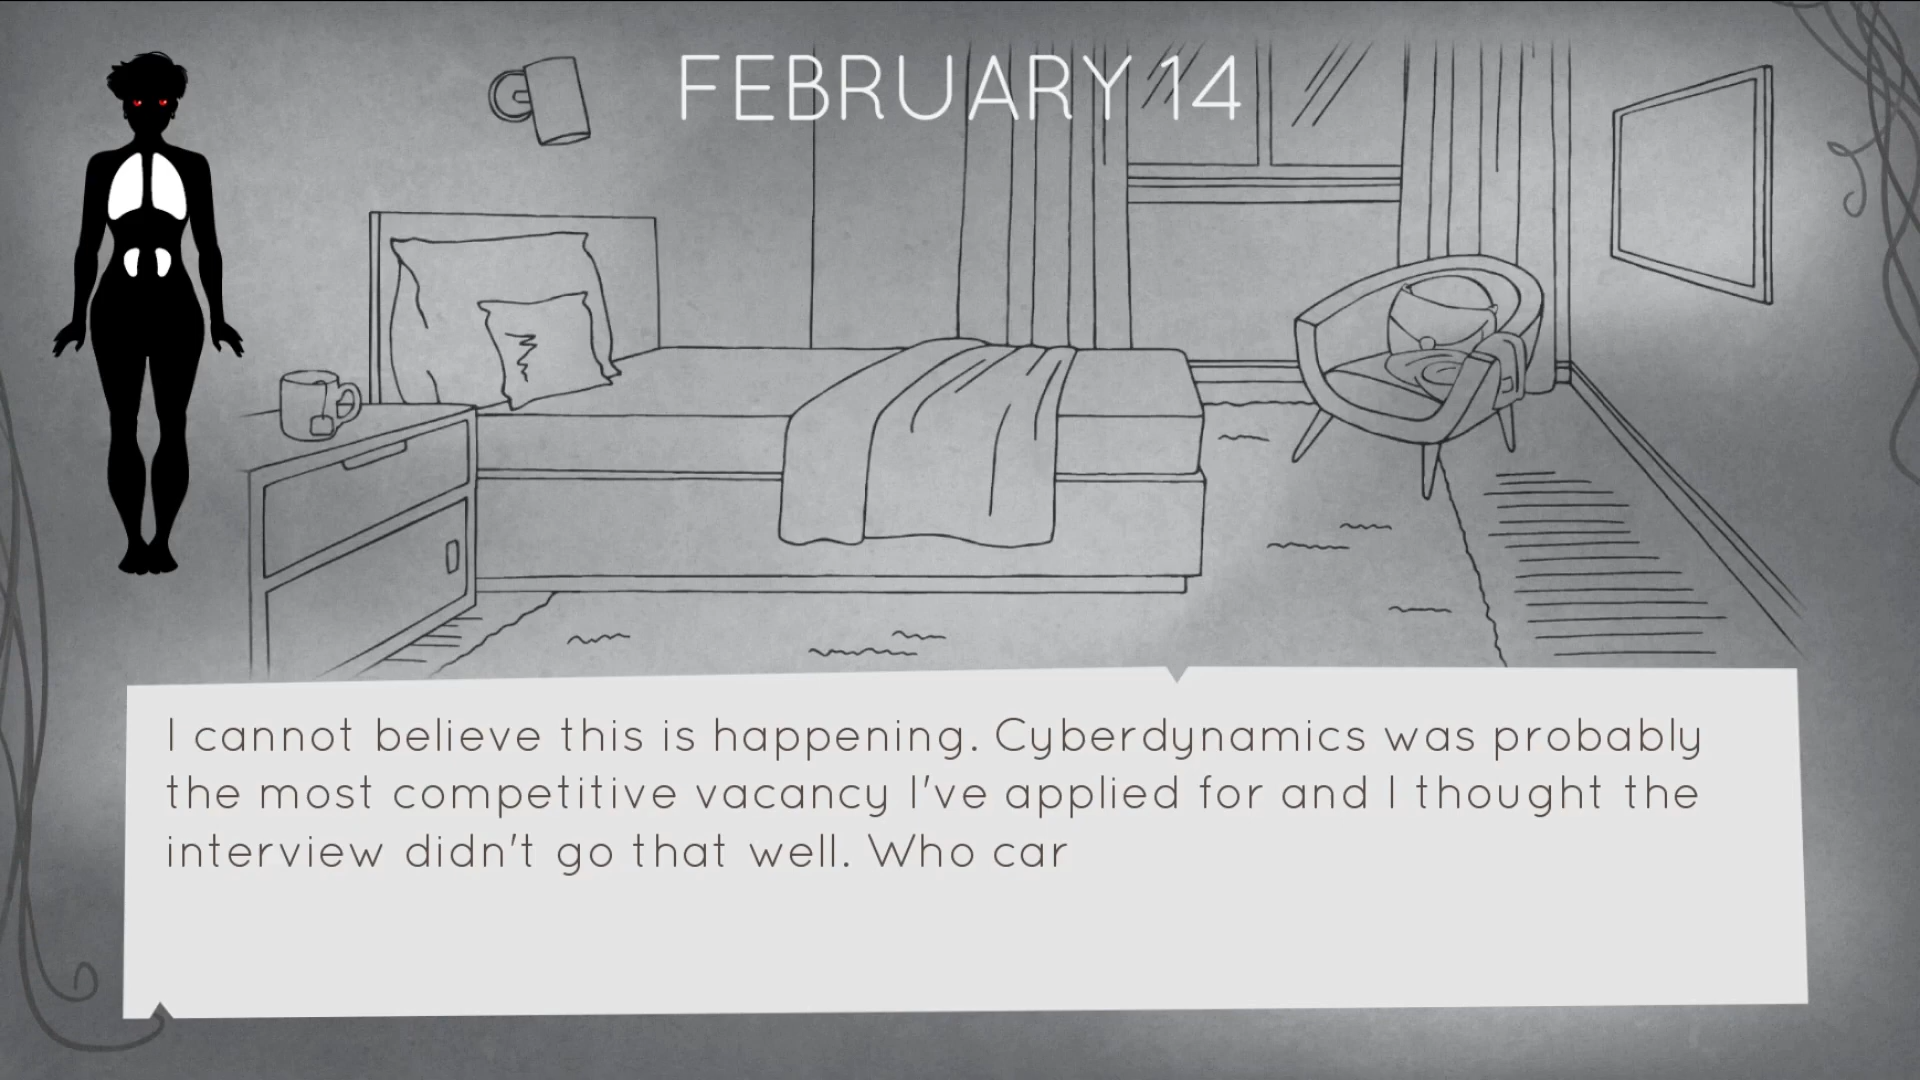 FEBRUARY 14
I cannot believe this is happening. Cyberdynamics was probably
the most competitive vacancy I've applied for and I thought the
interview didn't go that well. Who car